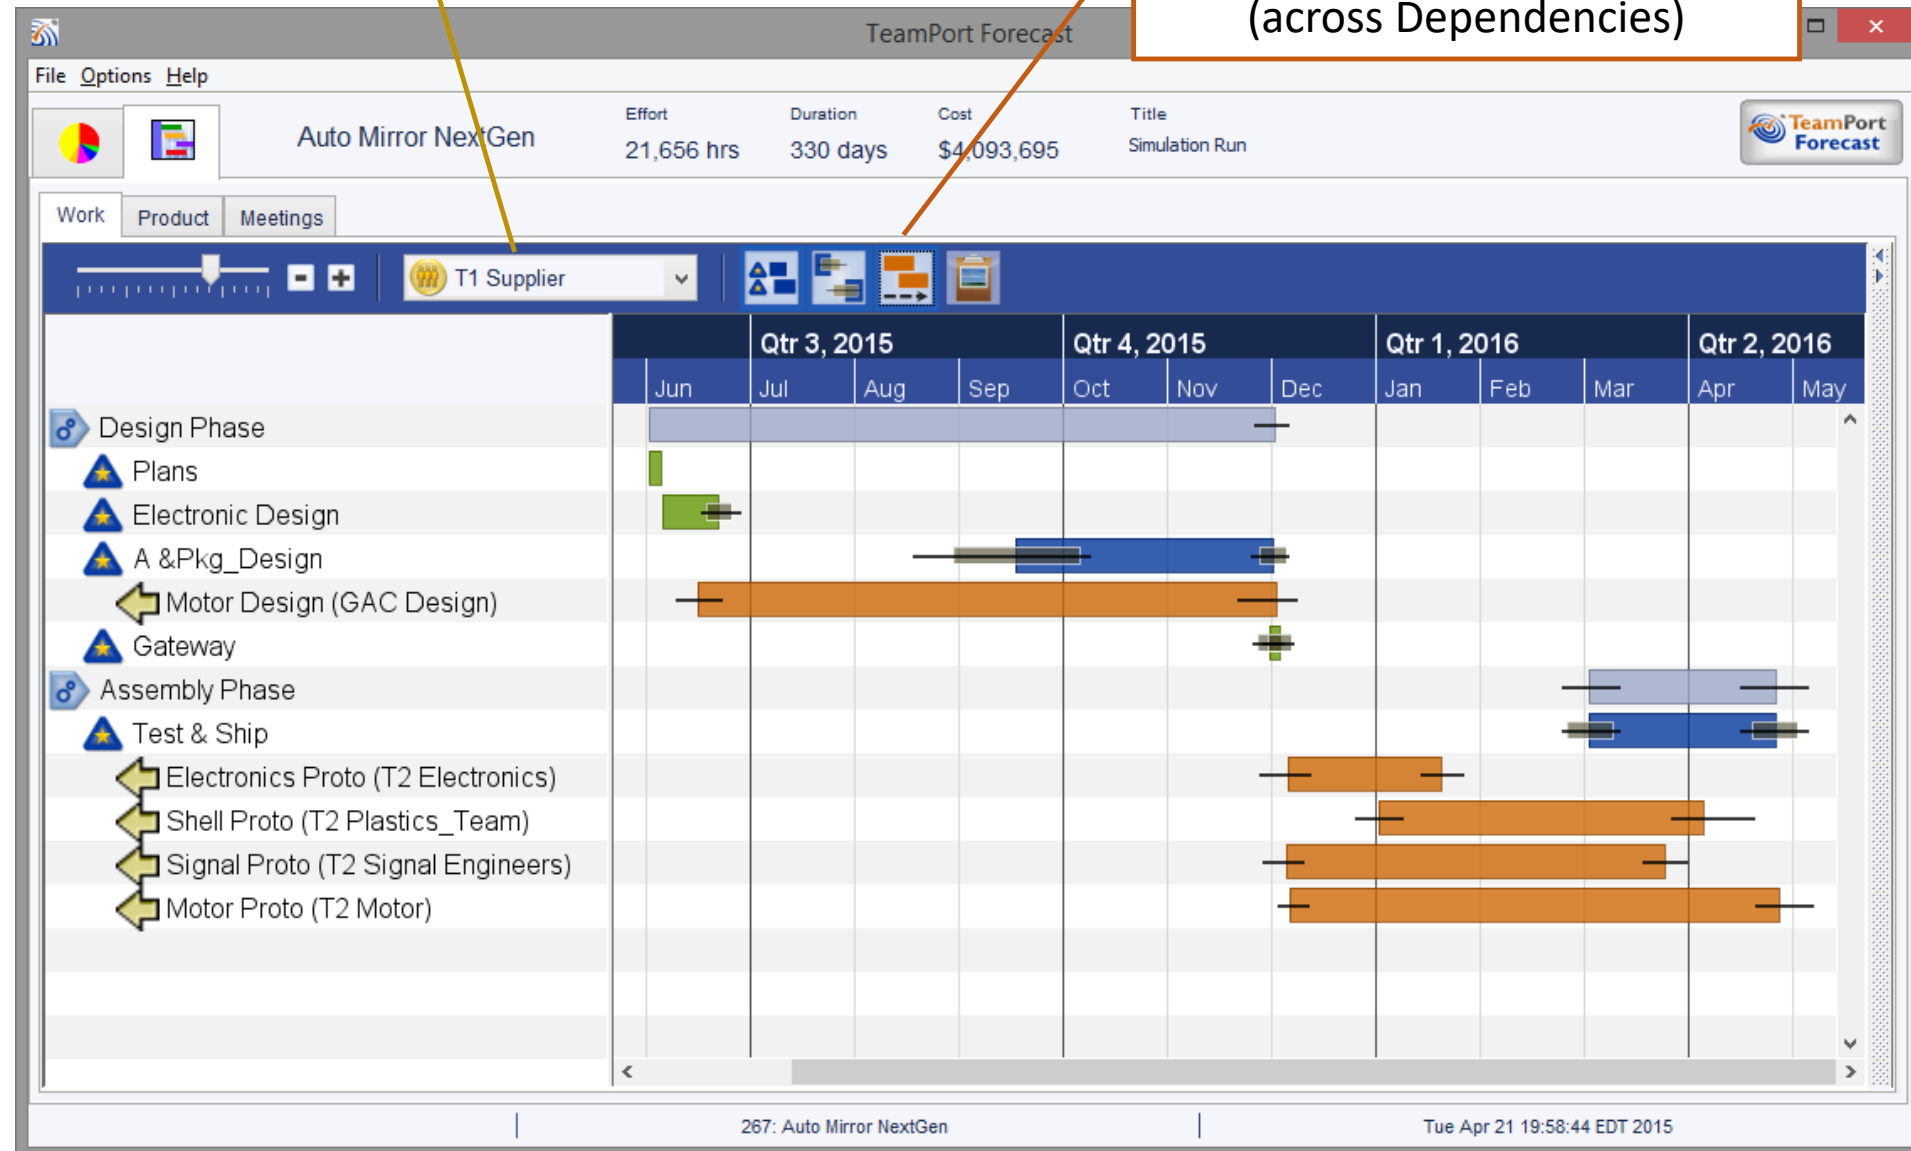 (across Dependencies)
TeamPort Forecast
File Options Help
Auto Mirror NextGen
Effort
21,656 hrs
Duration
330 days
Cost
$4,093,695
Title
Simulation Run
TeamPort
Forecast
Work Product Meetings
T1 Supplier
Qtr 3, 2015 Qtr 4, 2015 Qtr 1, 2016 Qtr 2, 2016
Jun Jul Aug Sep Oct Nov Dec Jan Feb Mar Apr May
Design Phase
Plans
Electronic Design
A &Pkg_Design
Motor Design (GAC Design)
Gateway
Assembly Phase
Test & Ship
Electronics Proto (T2 Electronics)
Shell Proto (T2 Plastics_Team)
Signal Proto (T2 Signal Engineers)
Motor Proto (T2 Motor)
267: Auto Mirror NextGen
Tue Apr 21 19:58:44 EDT 2015